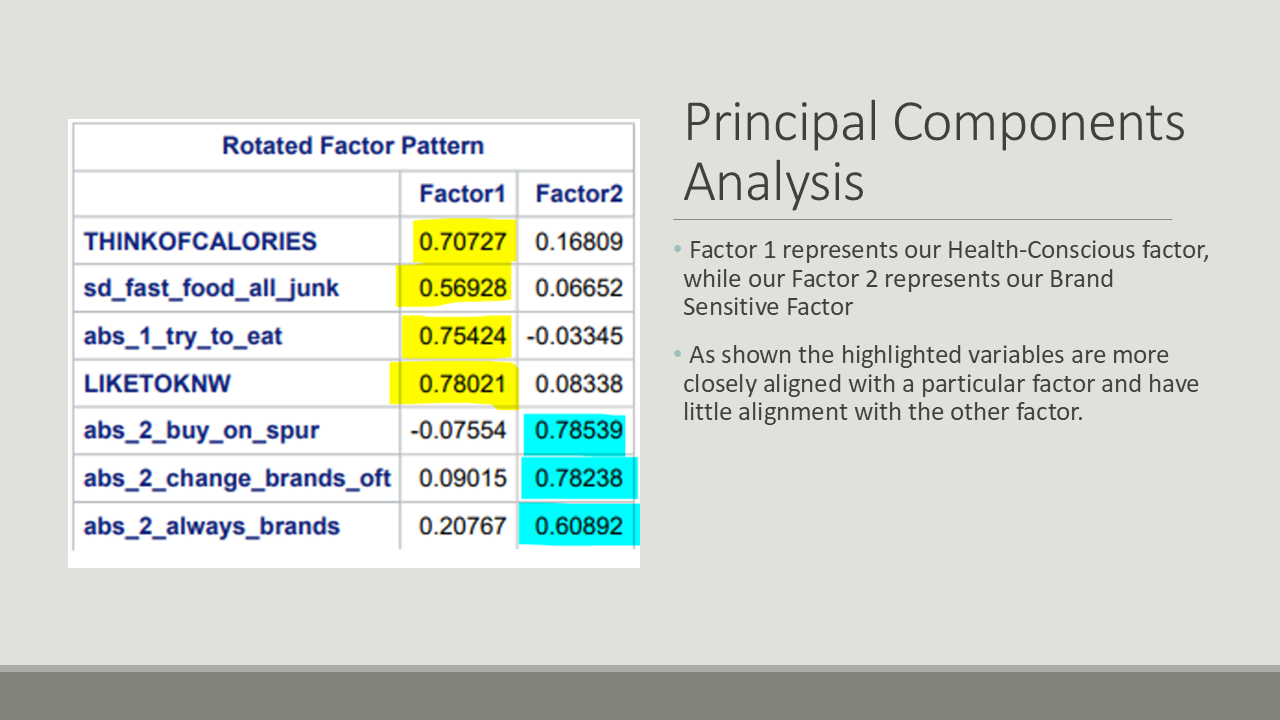 Rotated Factor Pattern
Factor1 Factor2
THINKOFCALORIES 0.70727 0.16809
sd_fast_food_all_junk 0.56928 0.06652
abs_1_try_to_eat 0.75424 -0.03345
LIKETOKNW 0.78021 0.08338
abs_2_buy_on_spur -0.07554 0.78539
abs_2_change_brands_oft 0.09015 0.78238
abs_2_always_brands 0.20767 0.60892
Principal Components
Analysis
• Factor 1 represents our Health-Conscious factor,
while our Factor 2 represents our Brand
Sensitive Factor
• As shown the highlighted variables are more
closely aligned with a particular factor and have
little alignment with the other factor.